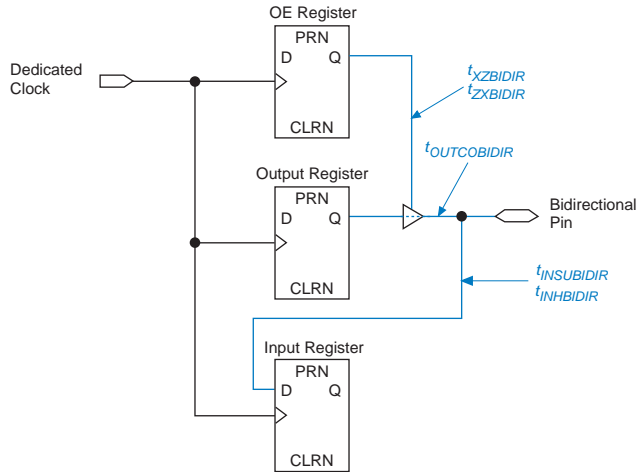 OE Register
PRN
D Q
CLRN
Dedicated
Clock
tXZBIDIR
tZXBIDIR
tOUTCOBIDIR
Output Register
PRN
D Q
CLRN
Bidirectional
Pin
tINSUBIDIR
tINHBIDIR
Input Register
PRN
D Q
CLRN